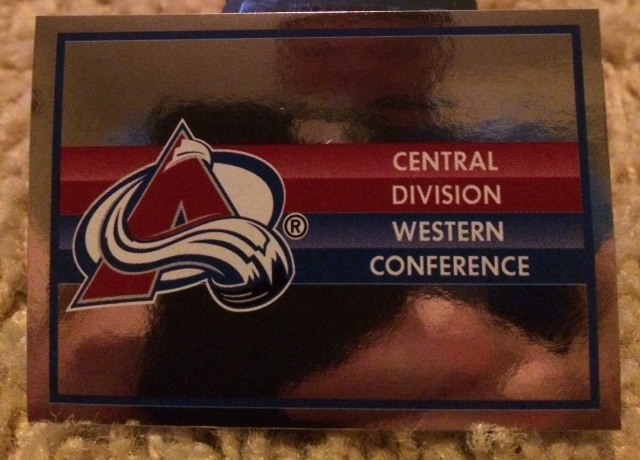 CENTRAL
DIVISION
WESTERN
CONFERENCE
A
®